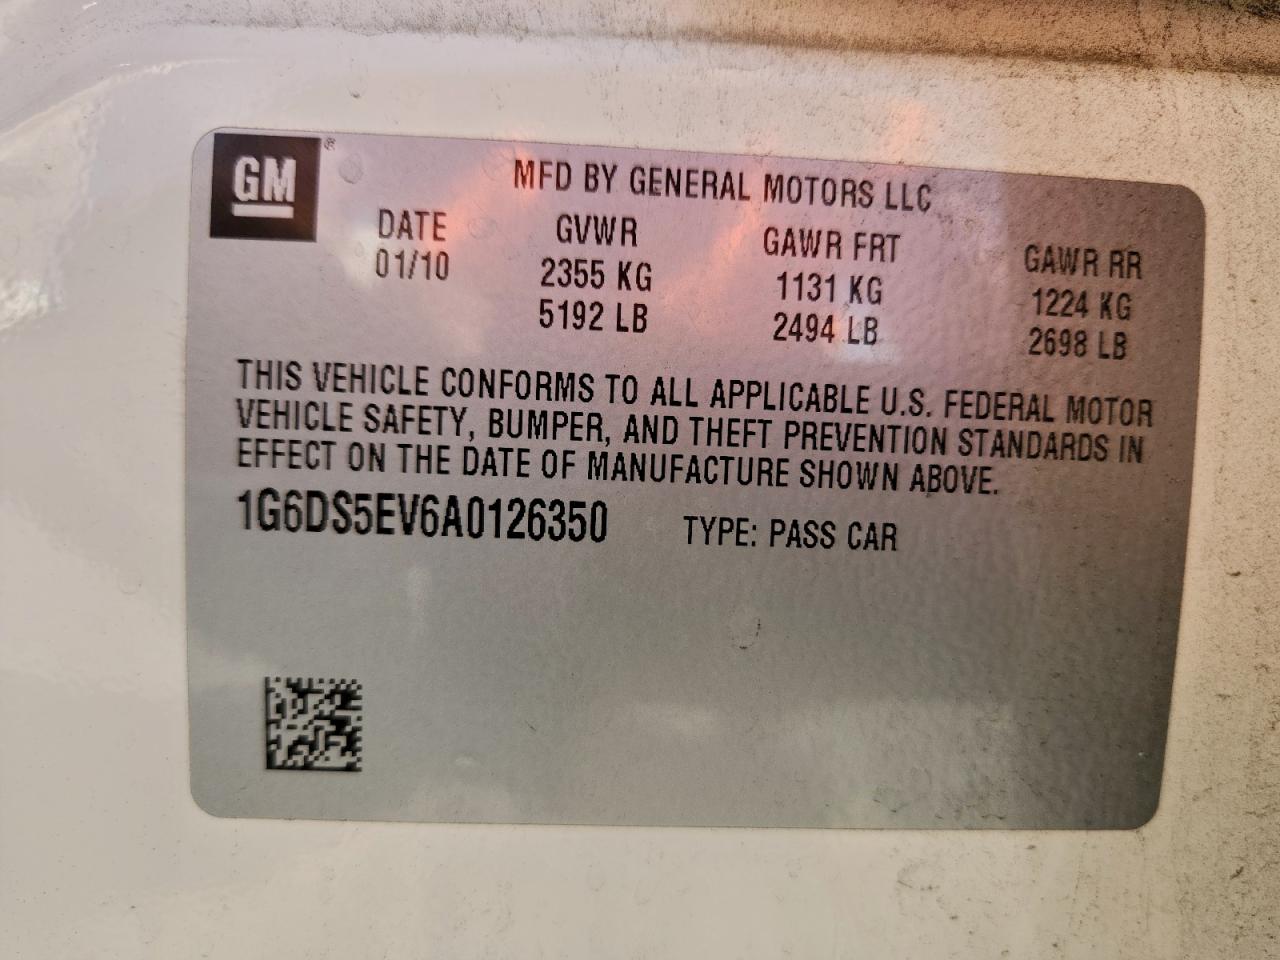 GM ®
MFD BY GENERAL MOTORS LLC
DATE GVWR GAWR FRT GAWR RR
01/10 2355 KG 1131 KG 1224 KG
5192 LB 2494 LB 2698 LB
THIS VEHICLE CONFORMS TO ALL APPLICABLE U.S. FEDERAL MOTOR
VEHICLE SAFETY, BUMPER, AND THEFT PREVENTION STANDARDS IN
EFFECT ON THE DATE OF MANUFACTURE SHOWN ABOVE.
1G6DS5EV6A0126350 TYPE: PASS CAR